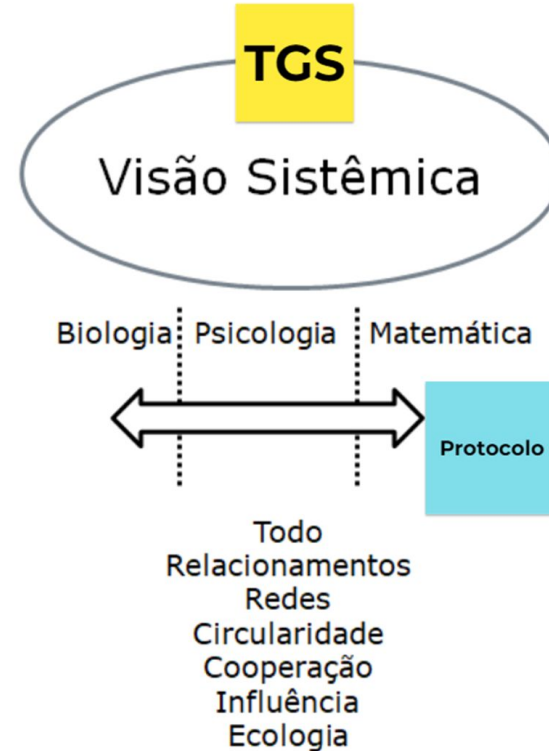 TGS
Visão Sistêmica
Biologia Psicologia Matemática
Protocolo
Todo
Relacionamentos
Redes
Circularidade
Cooperação
Influência
Ecologia